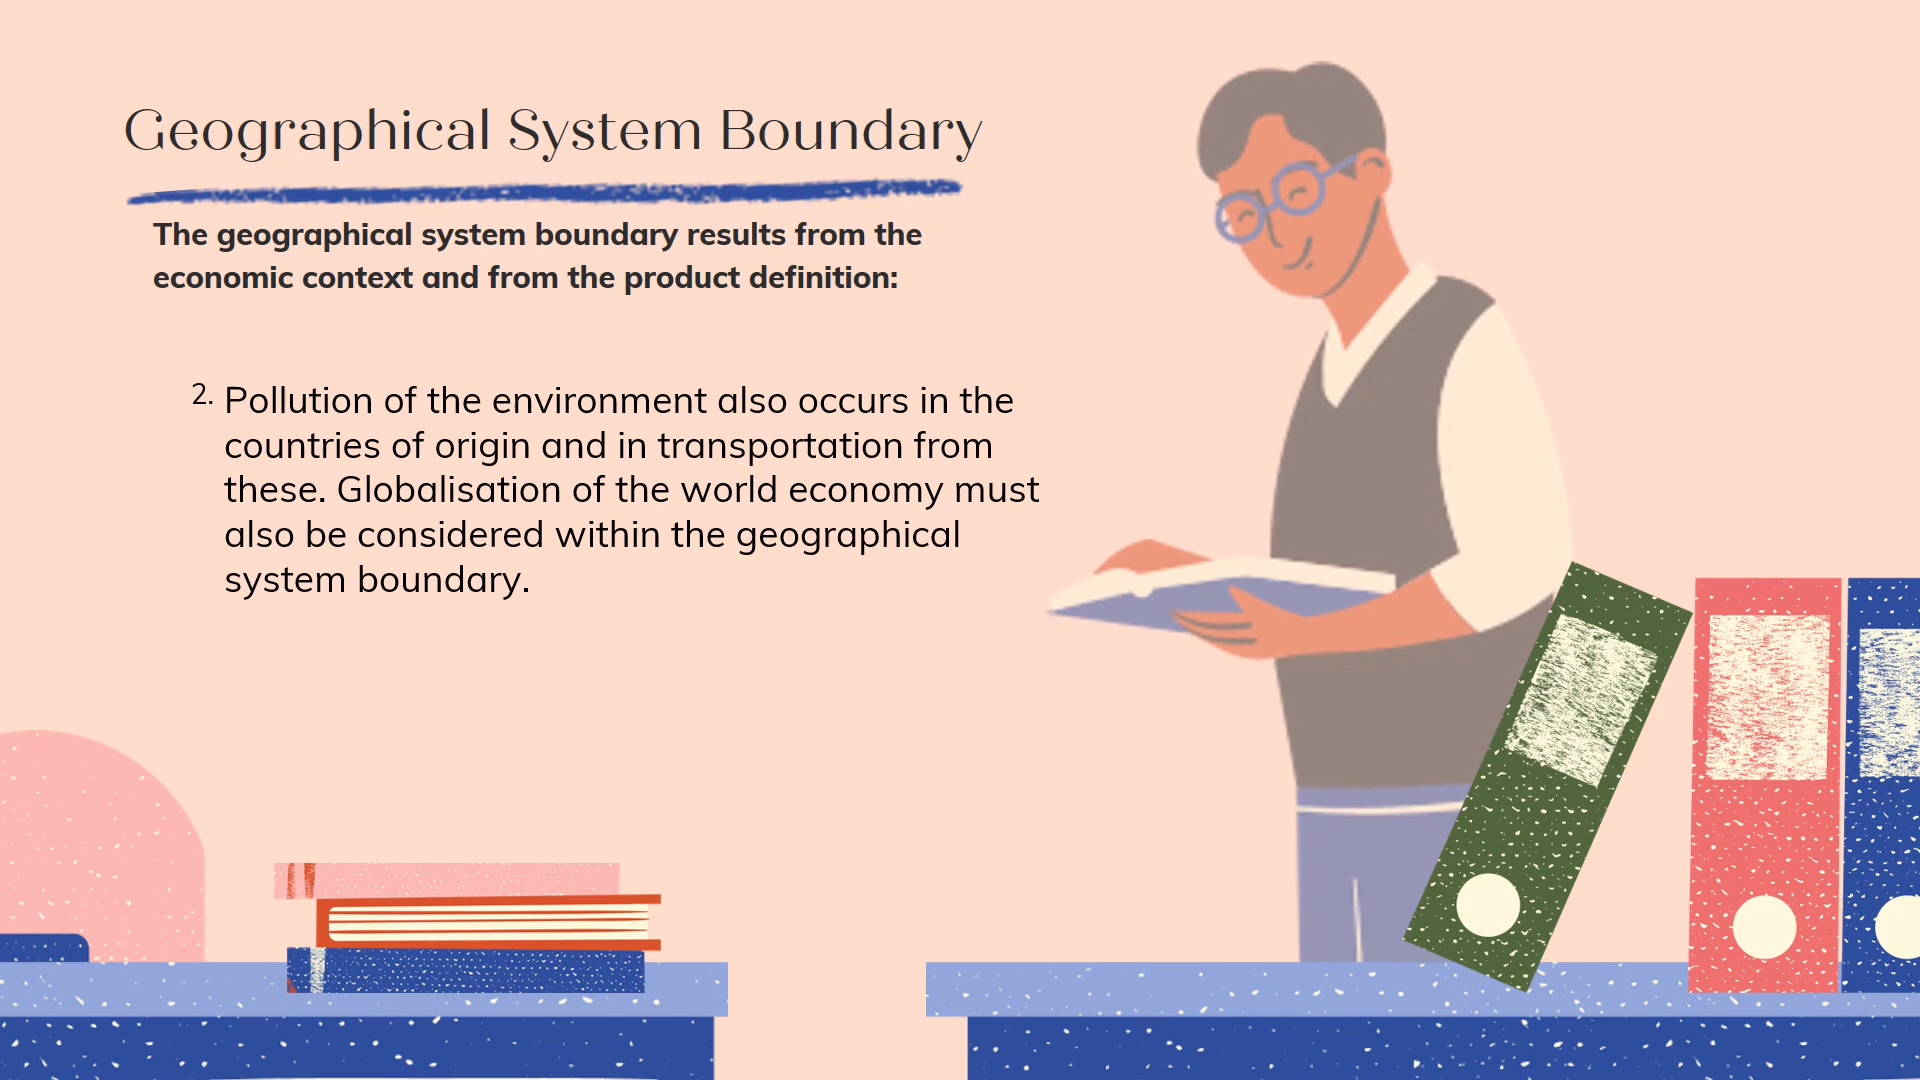 Geographical System Boundary
The geographical system boundary results from the
economic context and from the product definition:
2. Pollution of the environment also occurs in the
countries of origin and in transportation from
these. Globalisation of the world economy must
also be considered within the geographical
system boundary.